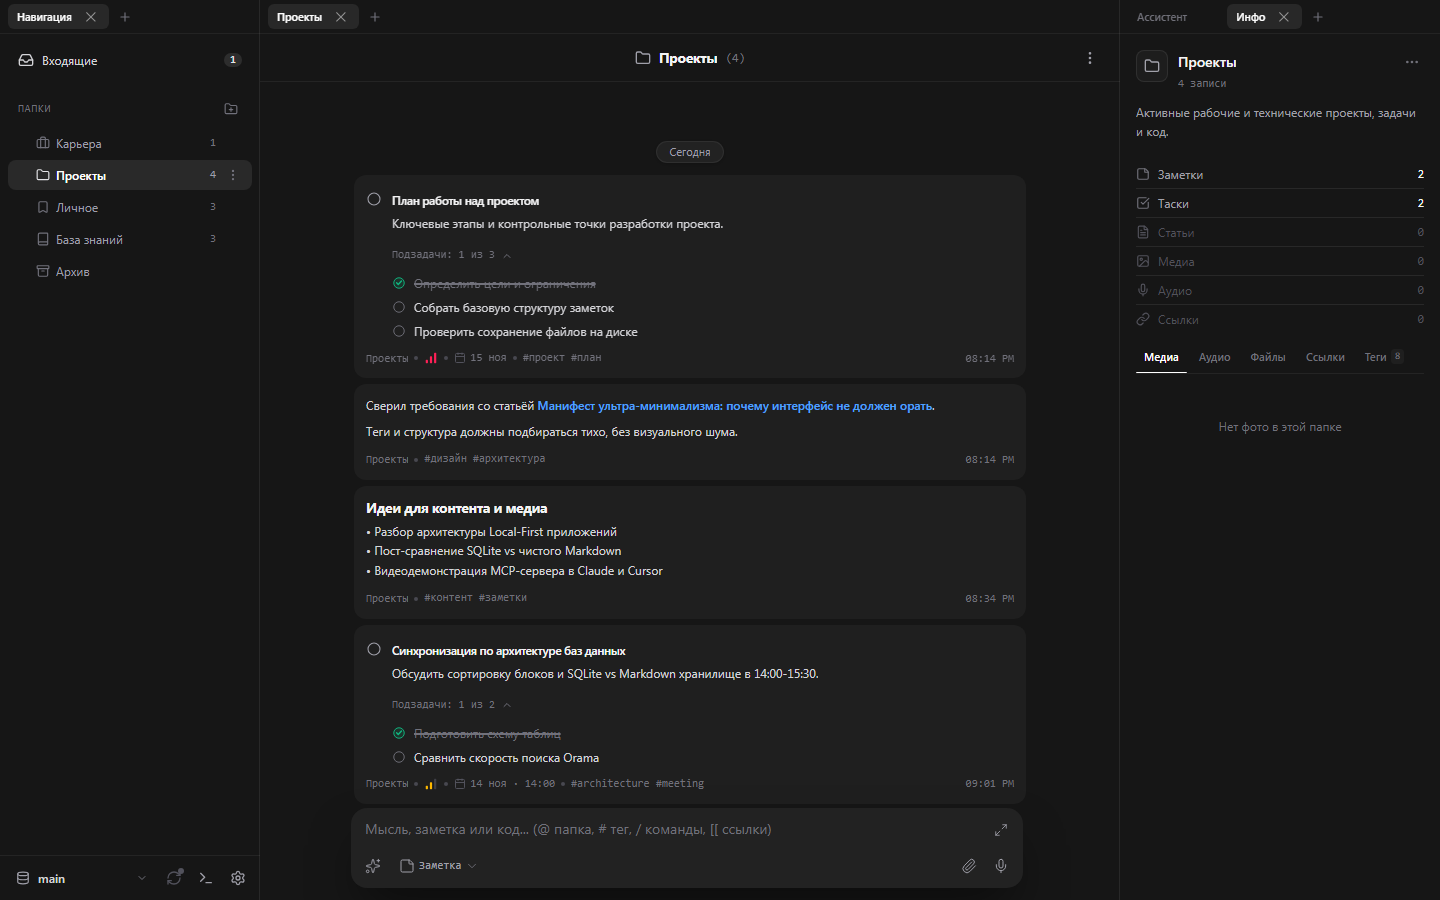 Навигация
Проекты
Ассистент
Инфо
Входящие
1
ПАПКИ
Карьера 1
Проекты 4
Личное 3
База знаний 3
Архив
main
Проекты (4)
Сегодня
План работы над проектом
Ключевые этапы и контрольные точки разработки проекта.
Подзадачи: 1 из 3
Определить цели и ограничения
Собрать базовую структуру заметок
Проверить сохранение файлов на диске
Проекты • • 15 ноя • #проект #план 08:14 PM
Сверил требования со статьёй Манифест ультра-минимализма: почему интерфейс не должен орать.
Теги и структура должны подбираться тихо, без визуального шума.
Проекты • #дизайн #архитектура 08:14 PM
Идеи для контента и медиа
• Разбор архитектуры Local-First приложений
• Пост-сравнение SQLite vs чистого Markdown
• Видеодемонстрация MCP-сервера в Claude и Cursor
Проекты • #контент #заметки 08:34 PM
Синхронизация по архитектуре баз данных
Обсудить сортировку блоков и SQLite vs Markdown хранилище в 14:00-15:30.
Подзадачи: 1 из 2
Подготовить схему таблиц
Сравнить скорость поиска Orama
Проекты • • 14 ноя · 14:00 • #architecture #meeting 09:01 PM
Мысль, заметка или код... (@ папка, # тег, / команды, [[ ссылки)
Заметка
Проекты
4 записи
Активные рабочие и технические проекты, задачи
и код.
Заметки 2
Таски 2
Статьи 0
Медиа 0
Аудио 0
Ссылки 0
Медиа Аудио Файлы Ссылки Теги 8
Нет фото в этой папке